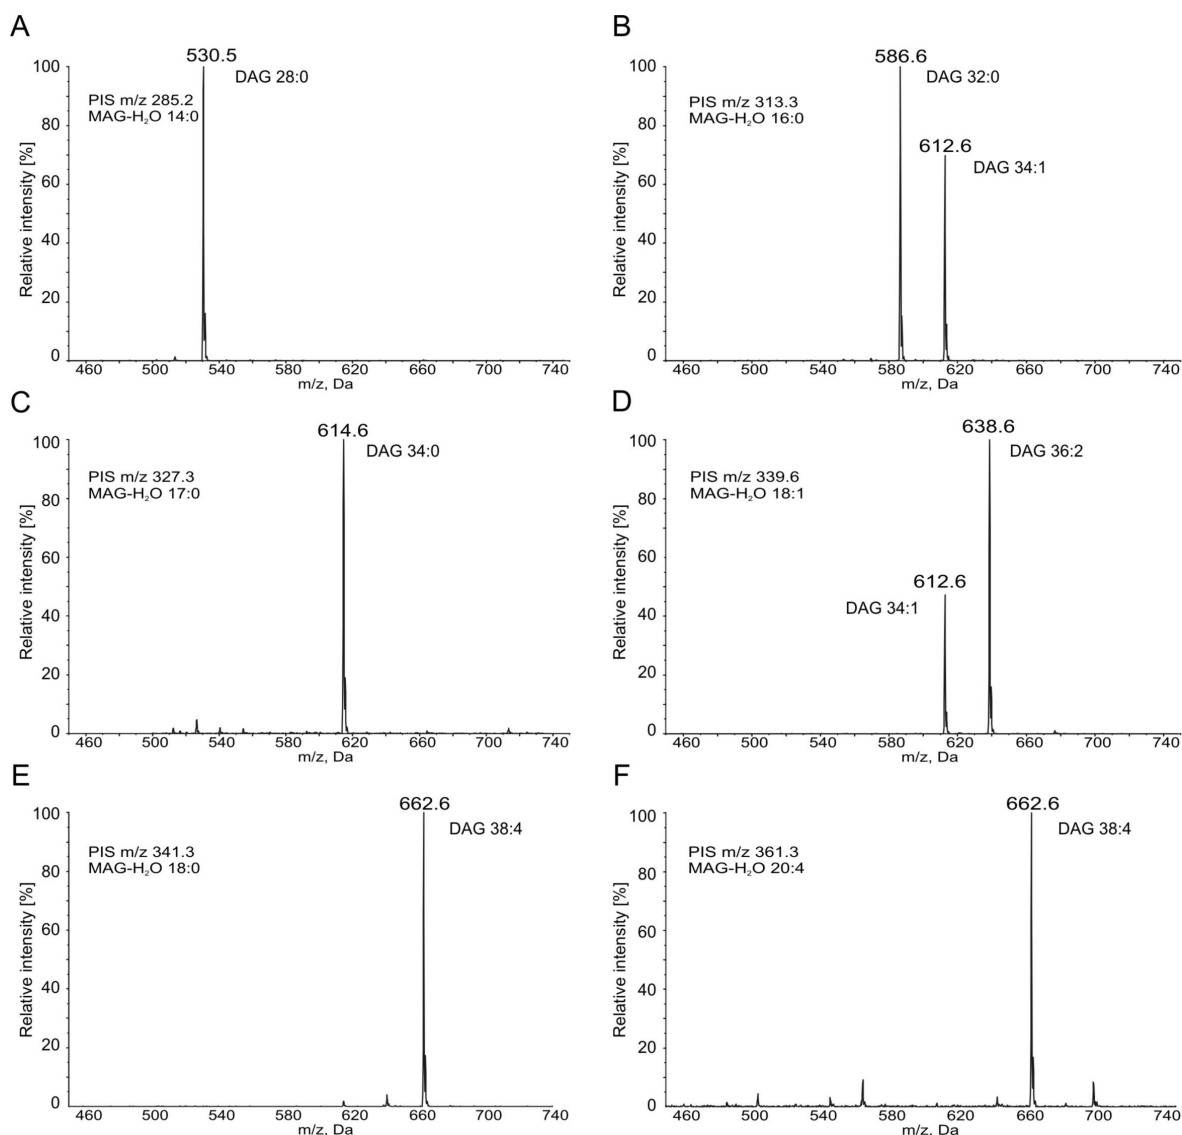 A
530.5
DAG 28:0
PIS m/z 285.2
MAG-H₂O 14:0
Relative intensity [%]
100
80
60
40
20
0
460 500 540 580 620 660 700 740
m/z, Da
B
586.6
DAG 32:0
PIS m/z 313.3
MAG-H₂O 16:0
612.6
DAG 34:1
Relative intensity [%]
100
80
60
40
20
0
460 500 540 586 620 660 700 740
m/z, Da
C
614.6
DAG 34:0
PIS m/z 327.3
MAG-H₂O 17:0
Relative intensity [%]
100
80
60
40
20
0
460 500 540 580 620 660 700 740
m/z, Da
D
638.6
DAG 36:2
PIS m/z 339.6
MAG-H₂O 18:1
612.6
DAG 34:1
Relative intensity [%]
100
80
60
40
20
0
460 500 540 580 620 660 700 740
m/z, Da
E
662.6
DAG 38:4
PIS m/z 341.3
MAG-H₂O 18:0
Relative intensity [%]
100
80
60
40
20
0
460 500 540 580 620 660 700 740
m/z, Da
F
662.6
DAG 38:4
PIS m/z 361.3
MAG-H₂O 20:4
Relative intensity [%]
100
80
60
40
20
0
460 500 540 580 620 660 700 740
m/z, Da